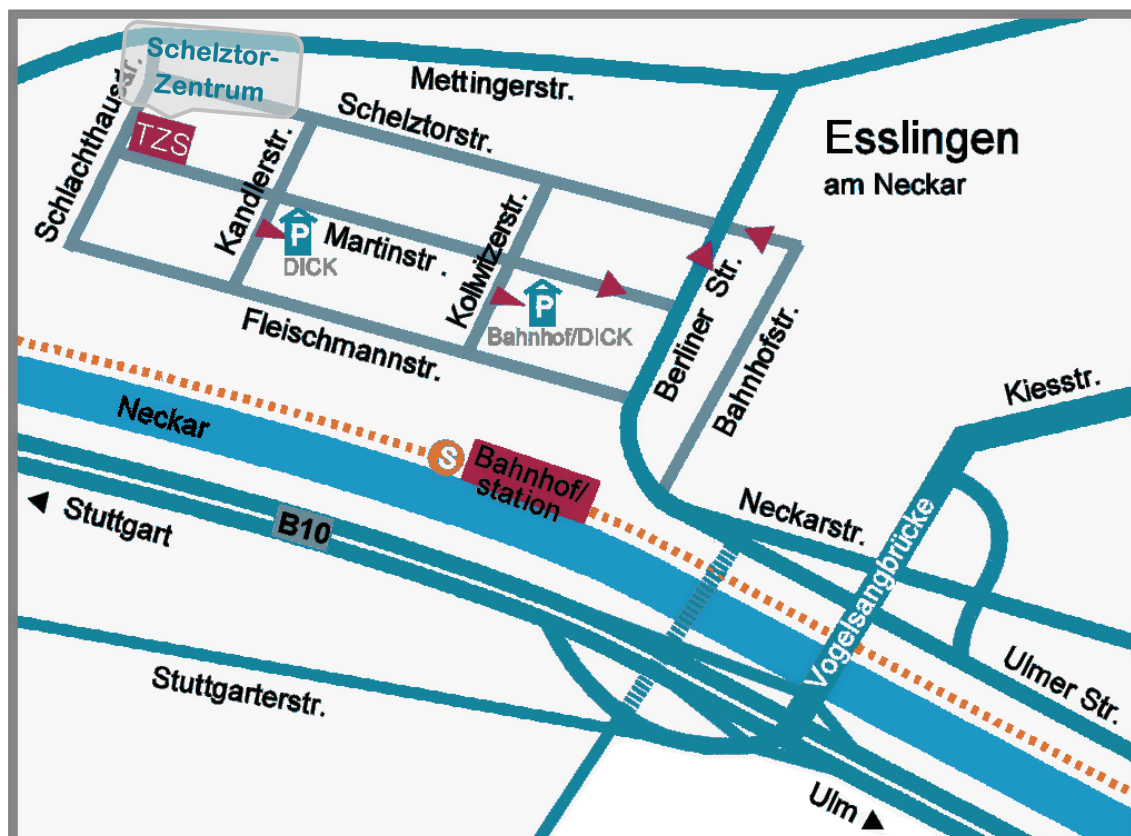 Schelztor-
Zentrum
Mettingerstr.
Schelztorstr.
Esslingen
am Neckar
TZS
Schlachthausstr.
Kandlerstr.
P
DICK
Martinstr.
Kollwitzerstr.
P
Bahnhof/DICK
Fleischmannstr.
Berliner Str.
Bahnhofstr.
Kiesstr.
Neckar
S
Bahnhof/
station
Neckarstr.
Vogelsangbrücke
Stuttgart
B10
Stuttgarterstr.
Ulmer Str.
Ulm